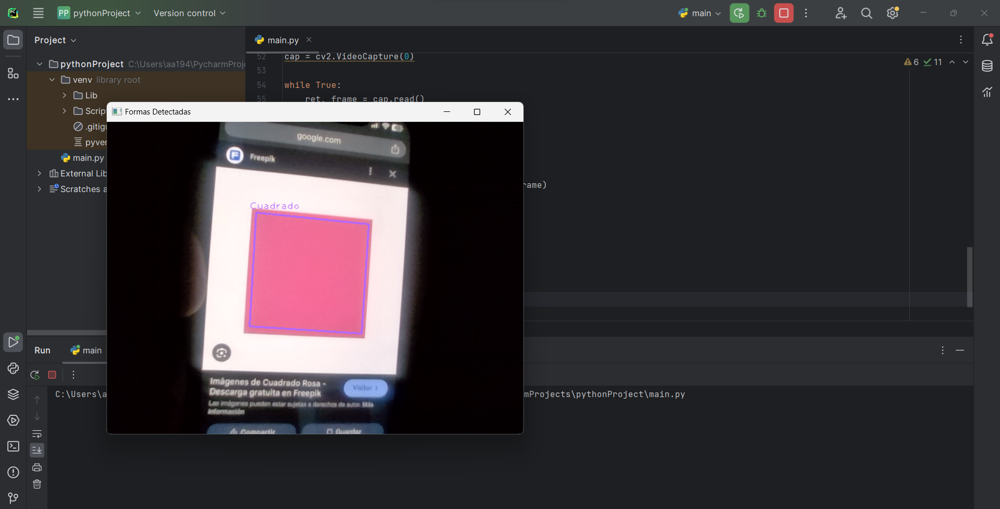 PP pythonProject
Version control
main
Project
main.py
pythonProject C:\Users\aa194\PycharmProje
venv library root
Lib
Scrip
.gitig
pyver
main.py
External Lib
Scratches a
52 cap = cv2.VideoCapture(0)
6 11
53
54 while True:
55 ret, frame = cap.read()
rame)
Formas Detectadas
google.com
Freepik
Cuadrado
Imágenes de Cuadrado Rosa -
Descarga gratuita en Freepik
Visitar
Las imágenes pueden estar sujetas a derechos de autor. Más
información
Compartir
Guardar
Run
main
C:\Users\a
mProjects\pythonProject\main.py